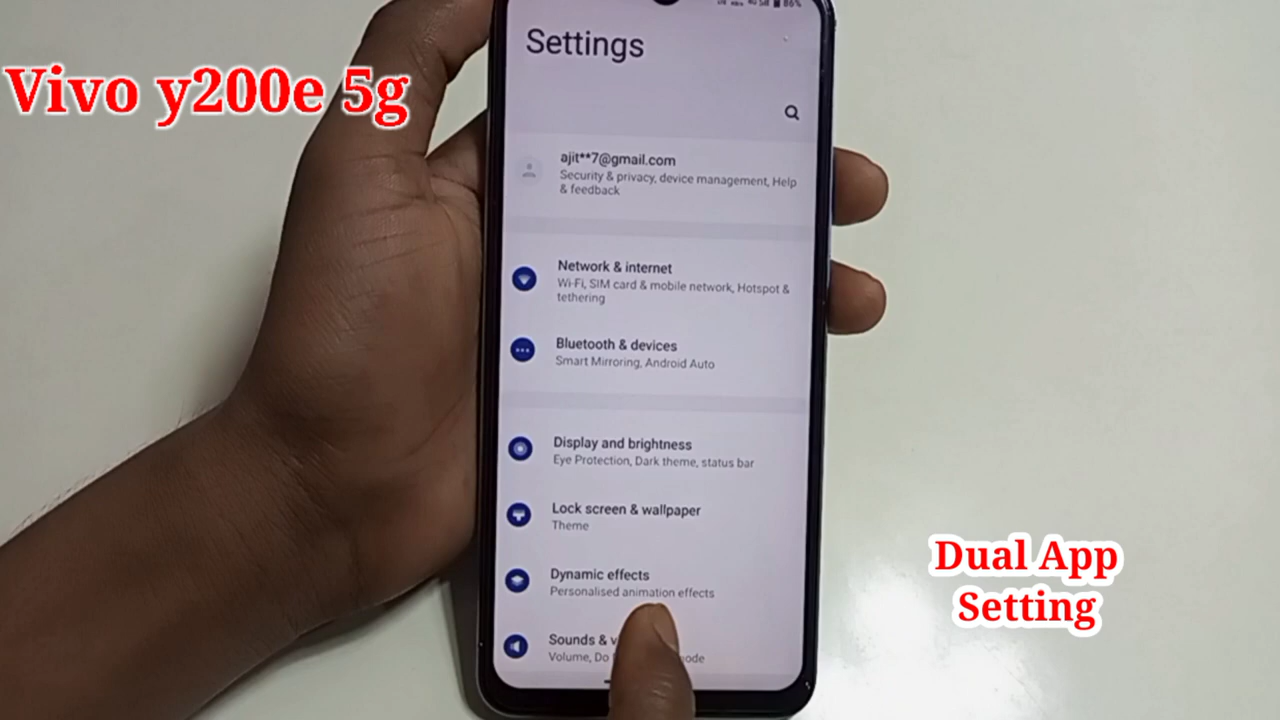 86%
Settings
Vivo y200e 5g
ajit**7@gmail.com
Security & privacy, device management, Help
& feedback
Network & internet
Wi-Fi, SIM card & mobile network, Hotspot &
tethering
Bluetooth & devices
Smart Mirroring, Android Auto
Display and brightness
Eye Protection, Dark theme, status bar
Lock screen & wallpaper
Theme
Dual App
Setting
Dynamic effects
Personalised animation effects
Sounds &
Volume, Do